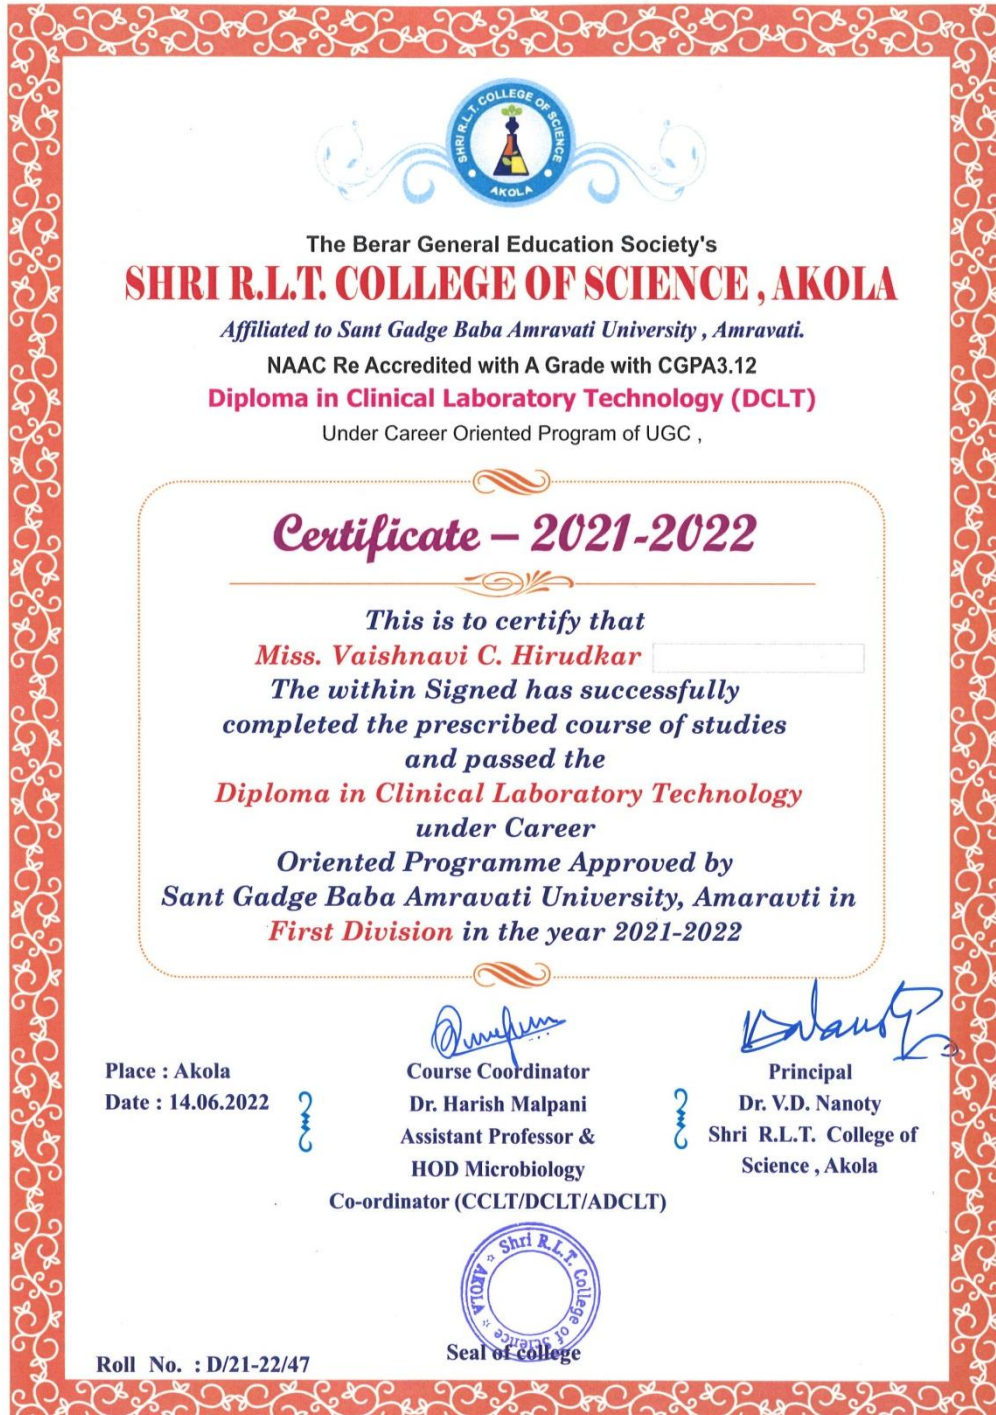 SHRI R.L.T. COLLEGE OF SCIENCE
AKOLA
The Berar General Education Society's
SHRI R.L.T. COLLEGE OF SCIENCE , AKOLA
Affiliated to Sant Gadge Baba Amravati University , Amravati.
NAAC Re Accredited with A Grade with CGPA3.12
Diploma in Clinical Laboratory Technology (DCLT)
Under Career Oriented Program of UGC ,
Certificate – 2021-2022
This is to certify that
Miss. Vaishnavi C. Hirudkar
The within Signed has successfully
completed the prescribed course of studies
and passed the
Diploma in Clinical Laboratory Technology
under Career
Oriented Programme Approved by
Sant Gadge Baba Amravati University, Amaravti in
First Division in the year 2021-2022
Place : Akola
Date : 14.06.2022
Course Coordinator
Dr. Harish Malpani
Assistant Professor &
HOD Microbiology
Co-ordinator (CCLT/DCLT/ADCLT)
Principal
Dr. V.D. Nanoty
Shri R.L.T. College of
Science , Akola
Shri R.L.T. College of Science
AKOLA
Seal of college
Roll No. : D/21-22/47